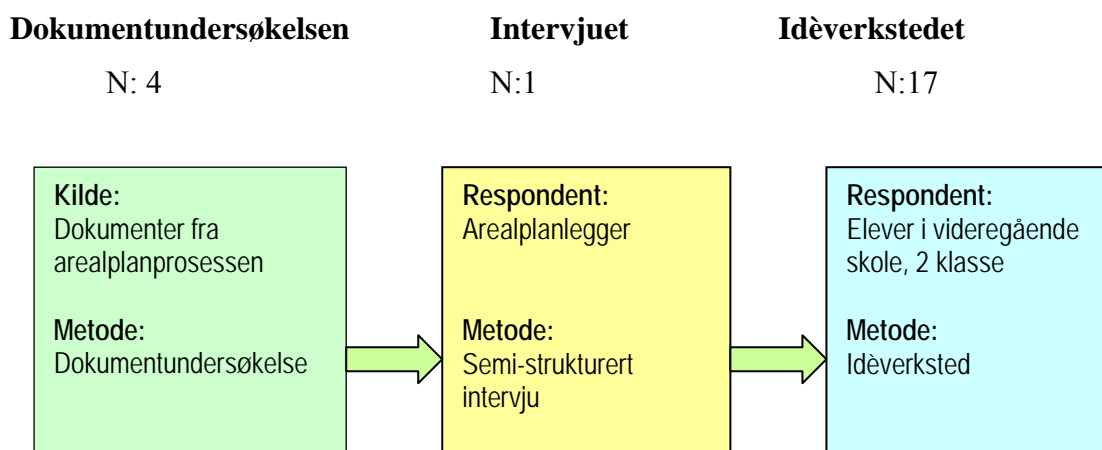 Dokumentundersøkelsen
Intervjuet
Idèverkstedet
N: 4
N:1
N:17
Kilde:
Dokumenter fra
arealplanprosessen
Metode:
Dokumentundersøkelse
Respondent:
Arealplanlegger
Metode:
Semi-strukturert
intervju
Respondent:
Elever i videregående
skole, 2 klasse
Metode:
Idèverksted